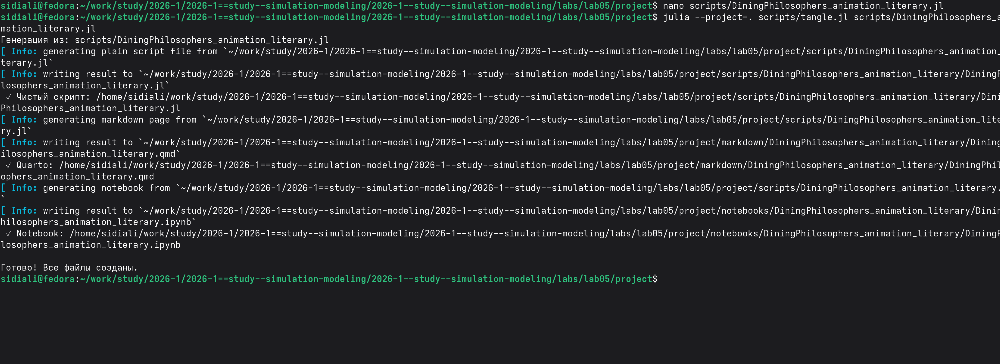 sidiali@fedora:~/work/study/2026-1/2026-1==study--simulation-modeling/2026-1--study--simulation-modeling/labs/lab05/project$ nano scripts/DiningPhilosophers_animation_literary.jl
sidiali@fedora:~/work/study/2026-1/2026-1==study--simulation-modeling/2026-1--study--simulation-modeling/labs/lab05/project$ julia --project=. scripts/tangle.jl scripts/DiningPhilosophers_a
mation_literary.jl
Генерация из: scripts/DiningPhilosophers_animation_literary.jl
[ Info: generating plain script file from `~/work/study/2026-1/2026-1==study--simulation-modeling/2026-1--study--simulation-modeling/labs/lab05/project/scripts/DiningPhilosophers_animation_
terary.jl`
[ Info: writing result to `~/work/study/2026-1/2026-1==study--simulation-modeling/2026-1--study--simulation-modeling/labs/lab05/project/scripts/DiningPhilosophers_animation_literary/DiningP
losophers_animation_literary.jl`
✓ Чистый скрипт: /home/sidiali/work/study/2026-1/2026-1==study--simulation-modeling/2026-1--study--simulation-modeling/labs/lab05/project/scripts/DiningPhilosophers_animation_literary/Dini
Philosophers_animation_literary.jl
[ Info: generating markdown page from `~/work/study/2026-1/2026-1==study--simulation-modeling/2026-1--study--simulation-modeling/labs/lab05/project/scripts/DiningPhilosophers_animation_lite
ry.jl`
[ Info: writing result to `~/work/study/2026-1/2026-1==study--simulation-modeling/2026-1--study--simulation-modeling/labs/lab05/project/markdown/DiningPhilosophers_animation_literary/Dining
ilosophers_animation_literary.qmd`
✓ Quarto: /home/sidiali/work/study/2026-1/2026-1==study--simulation-modeling/2026-1--study--simulation-modeling/labs/lab05/project/markdown/DiningPhilosophers_animation_literary/DiningPhil
ophers_animation_literary.qmd
[ Info: generating notebook from `~/work/study/2026-1/2026-1==study--simulation-modeling/2026-1--study--simulation-modeling/labs/lab05/project/scripts/DiningPhilosophers_animation_literary.
`
[ Info: writing result to `~/work/study/2026-1/2026-1==study--simulation-modeling/2026-1--study--simulation-modeling/labs/lab05/project/notebooks/DiningPhilosophers_animation_literary/Dinin
hilosophers_animation_literary.ipynb`
✓ Notebook: /home/sidiali/work/study/2026-1/2026-1==study--simulation-modeling/2026-1--study--simulation-modeling/labs/lab05/project/notebooks/DiningPhilosophers_animation_literary/DiningP
losophers_animation_literary.ipynb
Готово! Все файлы созданы.
sidiali@fedora:~/work/study/2026-1/2026-1==study--simulation-modeling/2026-1--study--simulation-modeling/labs/lab05/project$